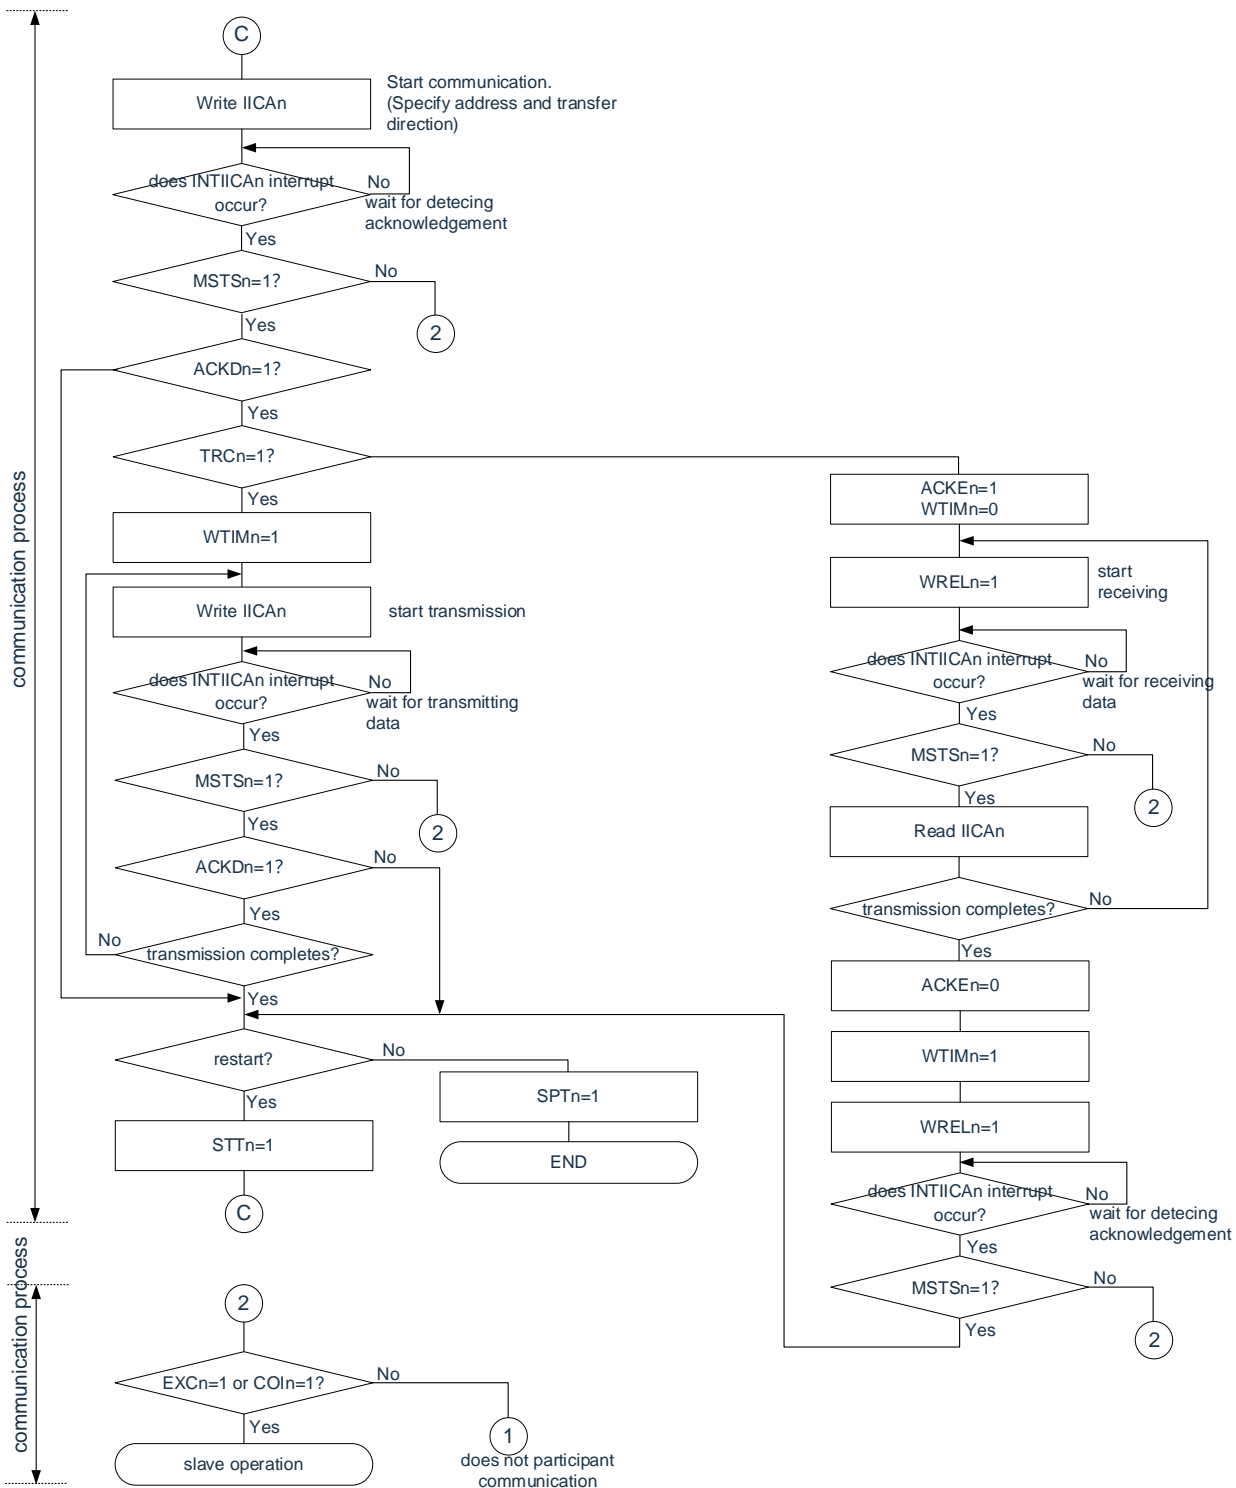 C
Write IICAn
Start communication.
(Specify address and transfer
direction)
does INTIICAn interrupt
occur?
No
wait for detecing
acknowledgement
Yes
MSTSn=1?
No
2
Yes
ACKDn=1?
Yes
TRCn=1?
Yes
WTIMn=1
Write IICAn
start transmission
does INTIICAn interrupt
occur?
No
wait for transmitting
data
Yes
MSTSn=1?
No
2
Yes
ACKDn=1?
No
Yes
transmission completes?
No
Yes
restart?
No
Yes
SPTn=1
END
STTn=1
C
ACKEn=1
WTIMn=0
WRELn=1
start
receiving
does INTIICAn interrupt
occur?
No
wait for receiving
data
Yes
MSTSn=1?
No
2
Yes
Read IICAn
transmission completes?
No
Yes
ACKEn=0
WTIMn=1
WRELn=1
does INTIICAn interrupt
occur?
No
wait for detecing
acknowledgement
Yes
MSTSn=1?
No
2
Yes
communication process
communication process
2
EXCn=1 or COIn=1?
No
1
does not participant
communication
Yes
slave operation